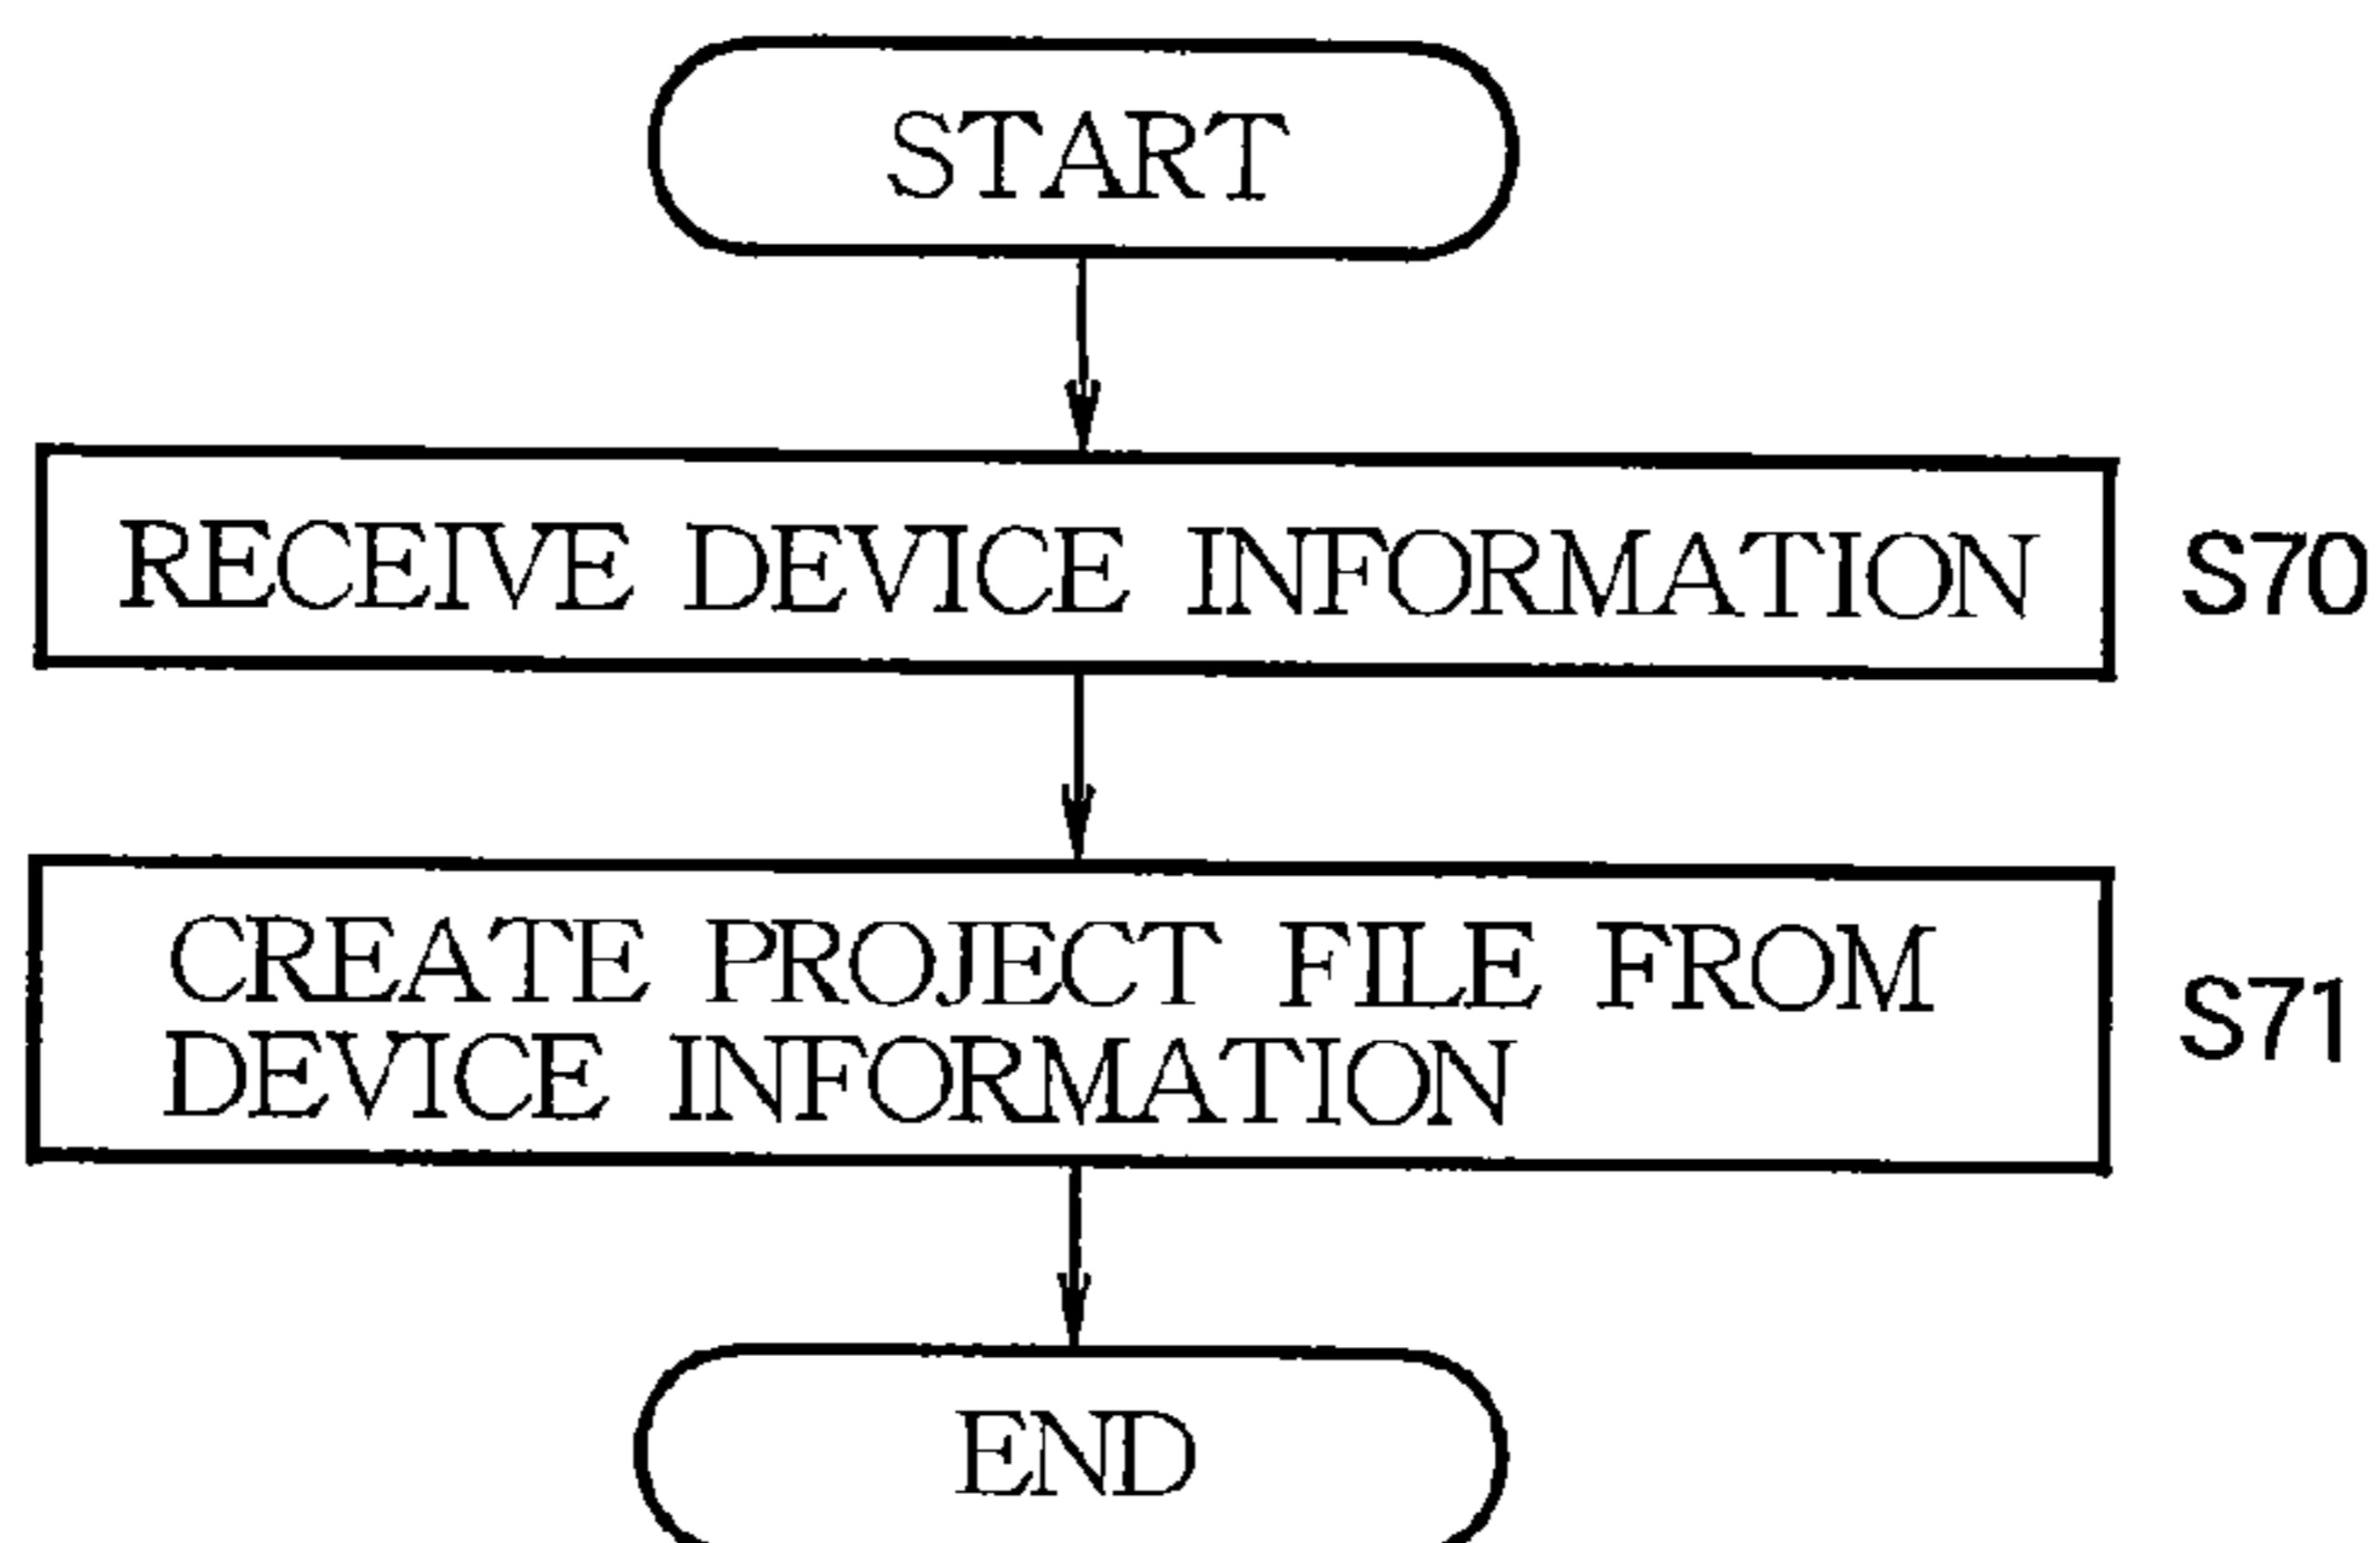 START
RECEIVE DEVICE INFORMATION S70
CREATE PROJECT FILE FROM
DEVICE INFORMATION
S71
END